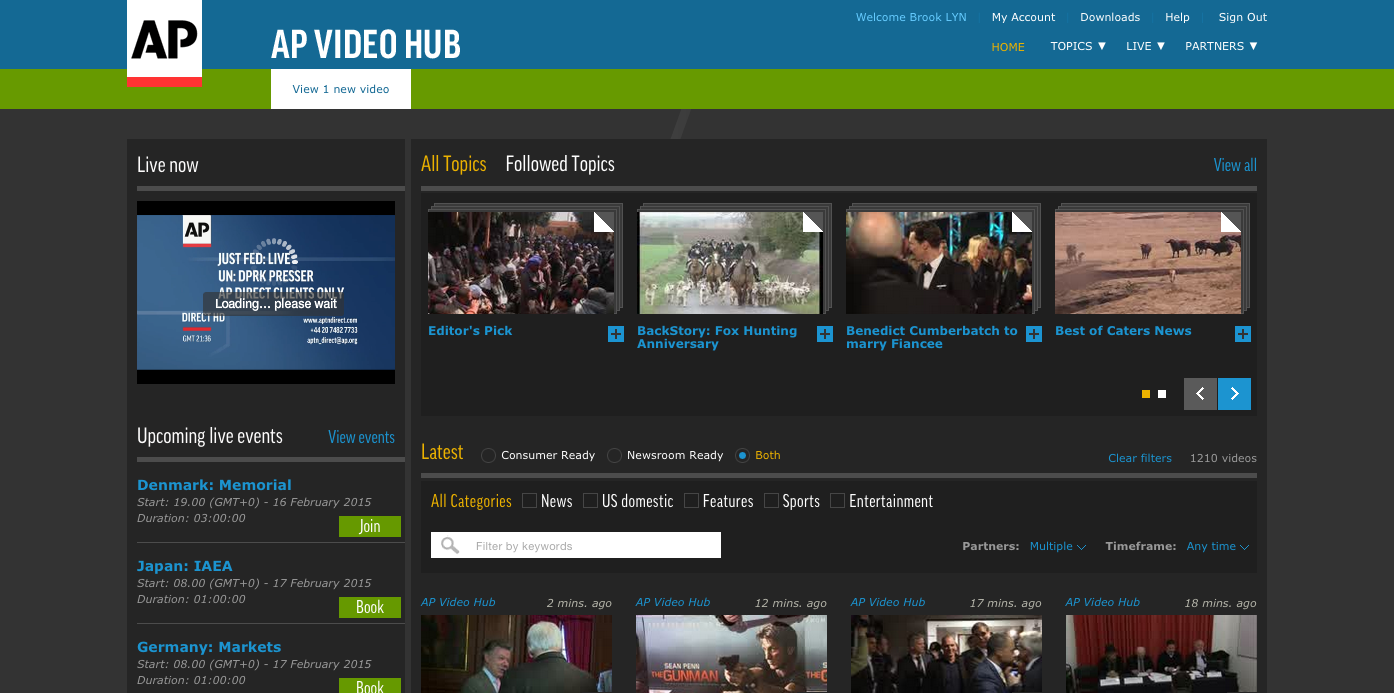 Welcome Brook LYN
My Account
Downloads
Help
Sign Out
AP
AP VIDEO HUB
HOME
TOPICS ▼
LIVE ▼
PARTNERS ▼
View 1 new video
Live now
AP
JUST FED: LIVE
UN: DPRK PRESSER
AP DIRECT CLIENTS ONLY
Loading... please wait
DIRECT HD
GMT 21:36
www.aptndirect.com
+44 20 7482 7733
aptn_direct@ap.org
Upcoming live events
View events
Denmark: Memorial
Start: 19.00 (GMT+0) - 16 February 2015
Duration: 03:00:00
Join
Japan: IAEA
Start: 08.00 (GMT+0) - 17 February 2015
Duration: 01:00:00
Book
Germany: Markets
Start: 08.00 (GMT+0) - 17 February 2015
Duration: 01:00:00
Book
All Topics
Followed Topics
View all
Editor's Pick
BackStory: Fox Hunting
Anniversary
Benedict Cumberbatch to
marry Fiancee
Best of Caters News
Latest
Consumer Ready
Newsroom Ready
Both
Clear filters
1210 videos
All Categories
News
US domestic
Features
Sports
Entertainment
Filter by keywords
Partners: Multiple
Timeframe: Any time
AP Video Hub
2 mins. ago
AP Video Hub
12 mins. ago
SEAN PENN
THE
GUNMAN
AP Video Hub
17 mins. ago
AP Video Hub
18 mins. ago